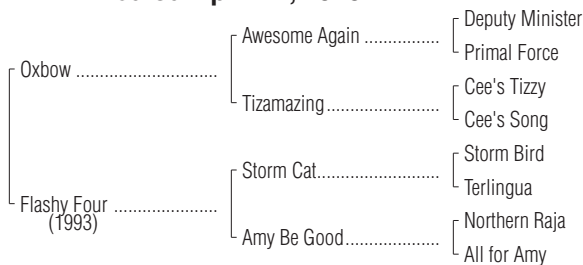 Oxbow
Flashy Four
(1993)
Awesome Again
Tizamazing
Storm Cat
Amy Be Good
Deputy Minister
Primal Force
Cee's Tizzy
Cee's Song
Storm Bird
Terlingua
Northern Raja
All for Amy